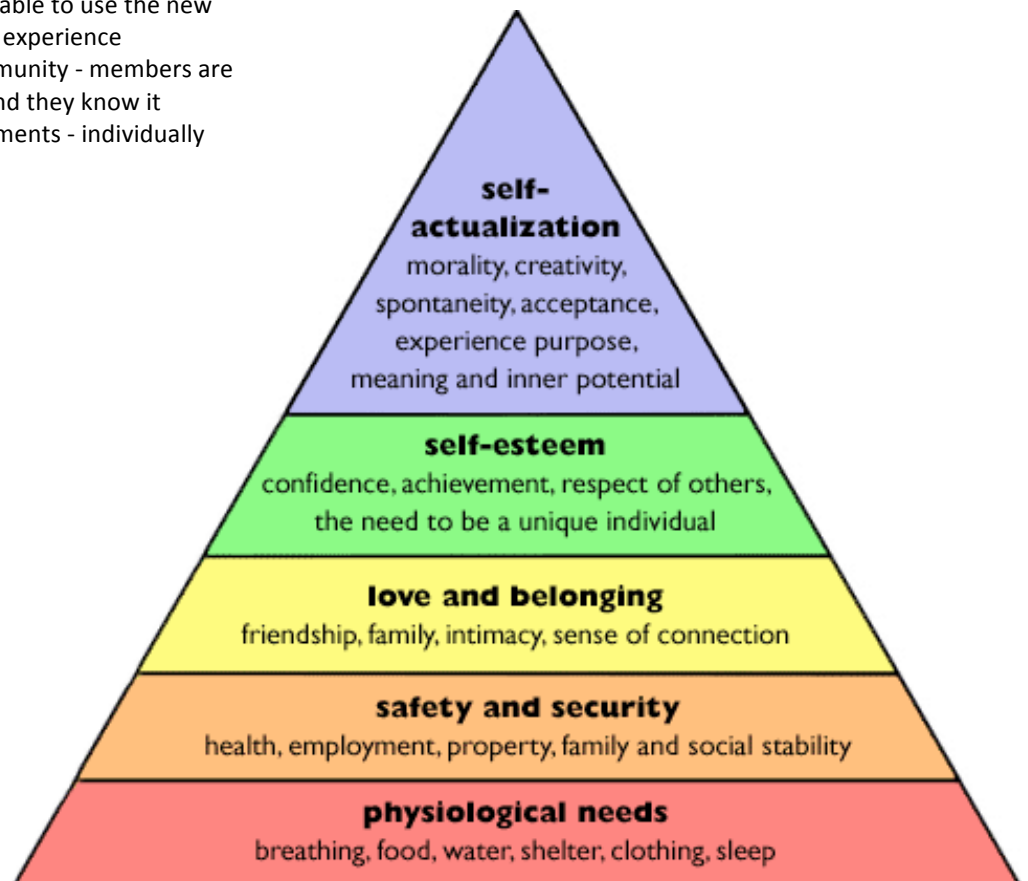 able to use the new
experience
munity - members are
nd they know it
ments - individually
self-
actualization
morality, creativity,
spontaneity, acceptance,
experience purpose,
meaning and inner potential
self-esteem
confidence, achievement, respect of others,
the need to be a unique individual
love and belonging
friendship, family, intimacy, sense of connection
safety and security
health, employment, property, family and social stability
physiological needs
breathing, food, water, shelter, clothing, sleep